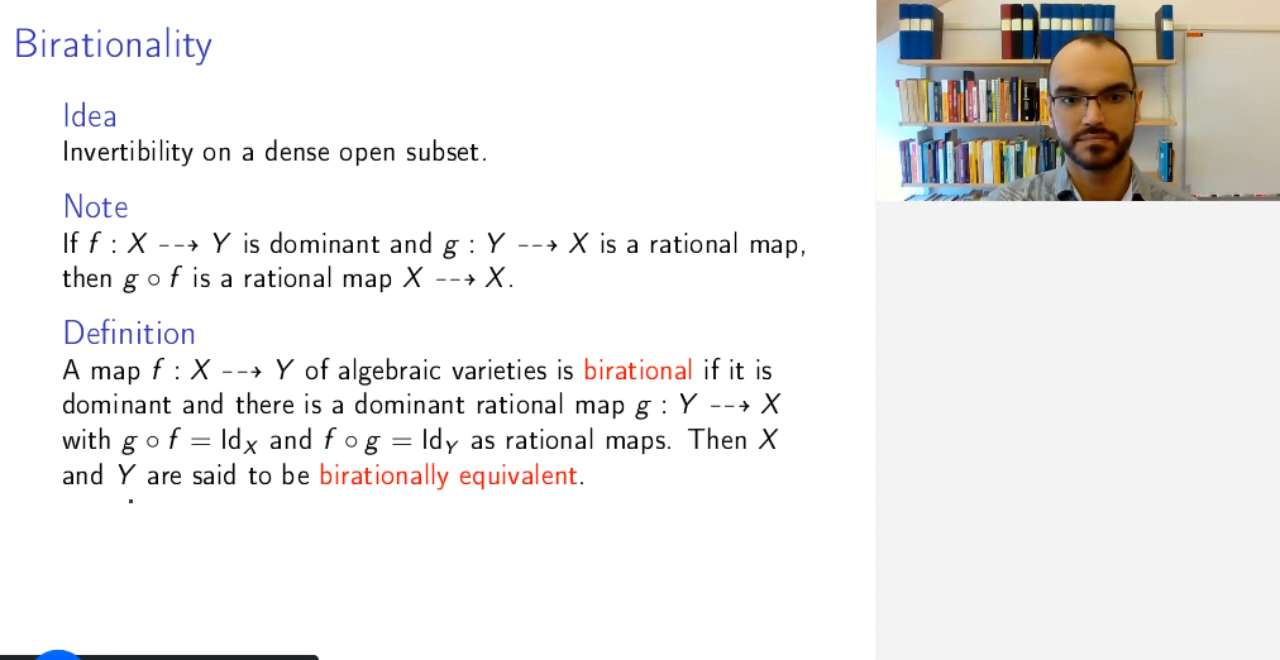 Birationality
Idea
Invertibility on a dense open subset.
Note
If f : X --→ Y is dominant and g : Y --→ X is a rational map,
then g ∘ f is a rational map X --→ X.
Definition
A map f : X --→ Y of algebraic varieties is birational if it is
dominant and there is a dominant rational map g : Y --→ X
with g ∘ f = Id_X and f ∘ g = Id_Y as rational maps. Then X
and Y are said to be birationally equivalent.